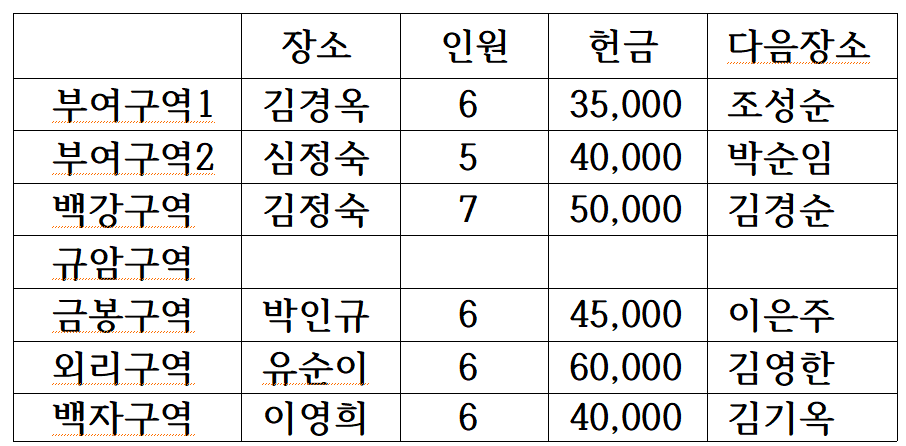 장소 인원 헌금 다음장소
부여구역1 김경옥 6 35,000 조성순
부여구역2 심정숙 5 40,000 박순임
백강구역 김정숙 7 50,000 김경순
규암구역
금봉구역 박인규 6 45,000 이은주
외리구역 유순이 6 60,000 김영한
백자구역 이영희 6 40,000 김기옥